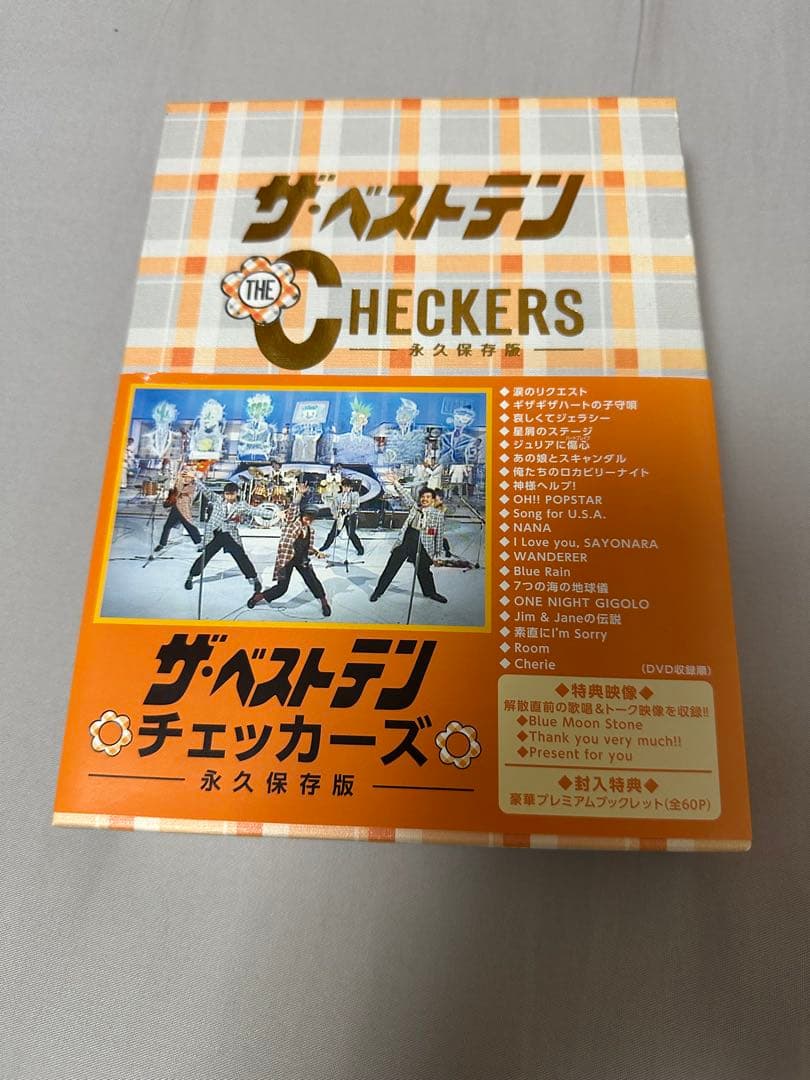 ザ・ベストテン
THE
CHECKERS
永久保存版
◆涙のリクエスト
◆ギザギザハートの子守唄
◆哀しくてジェラシー
◆星屑のステージ
◆ジュリアに傷心
◆あの娘とスキャンダル
◆俺たちのロカビリーナイト
◆神様ヘルプ!
◆OH!! POPSTAR
◆Song for U.S.A.
◆NANA
◆I Love you, SAYONARA
◆WANDERER
◆Blue Rain
◆7つの海の地球儀
◆ONE NIGHT GIGOLO
◆Jim & Janeの伝説
◆素直にI'm Sorry
◆Room
◆Cherie
(DVD収録順)
ザ・ベストテン
チェッカーズ
永久保存版
◆特典映像◆
解散直前の歌唱&トーク映像を収録!!
◆Blue Moon Stone
◆Thank you very much!!
◆Present for you
◆封入特典◆
豪華プレミアムブックレット(全60P)